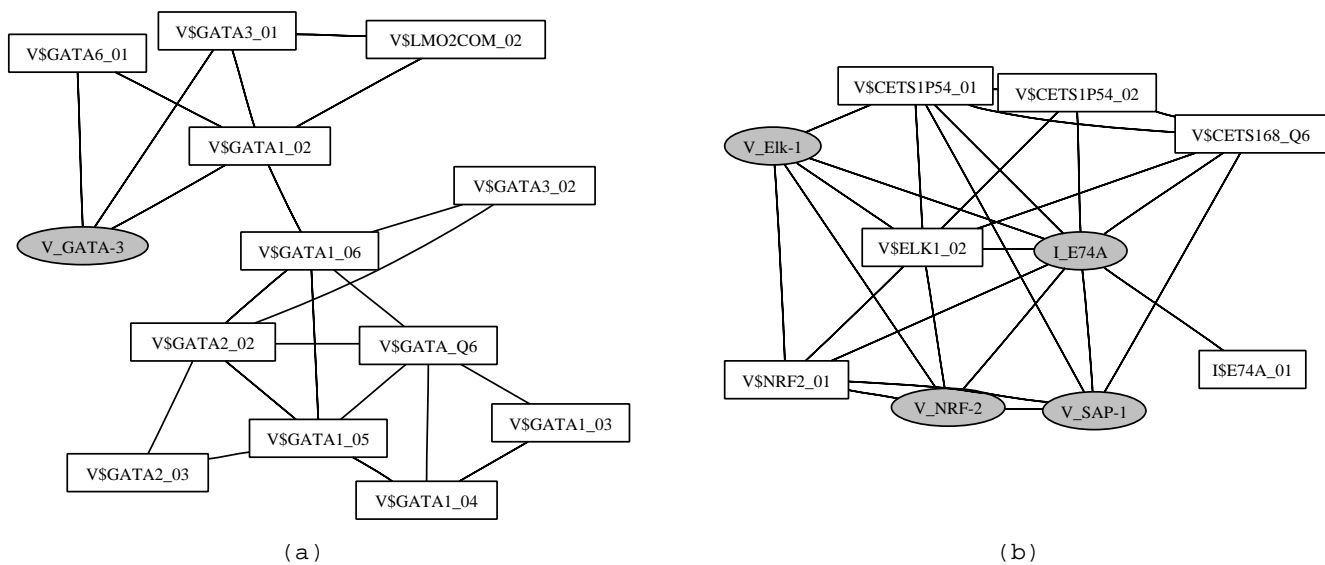 V$GATA3_01
V$LMO2COM_02
V$GATA6_01
V$GATA1_02
V$GATA3_02
V_GATA-3
V$GATA1_06
V$GATA2_02
V$GATA_Q6
V$GATA1_03
V$GATA1_05
V$GATA2_03
V$GATA1_04
(a)
V$CETS1P54_01
V$CETS1P54_02
V$CETS168_Q6
V_Elk-1
V$ELK1_02
I_E74A
V$NRF2_01
I$E74A_01
V_NRF-2
V_SAP-1
(b)